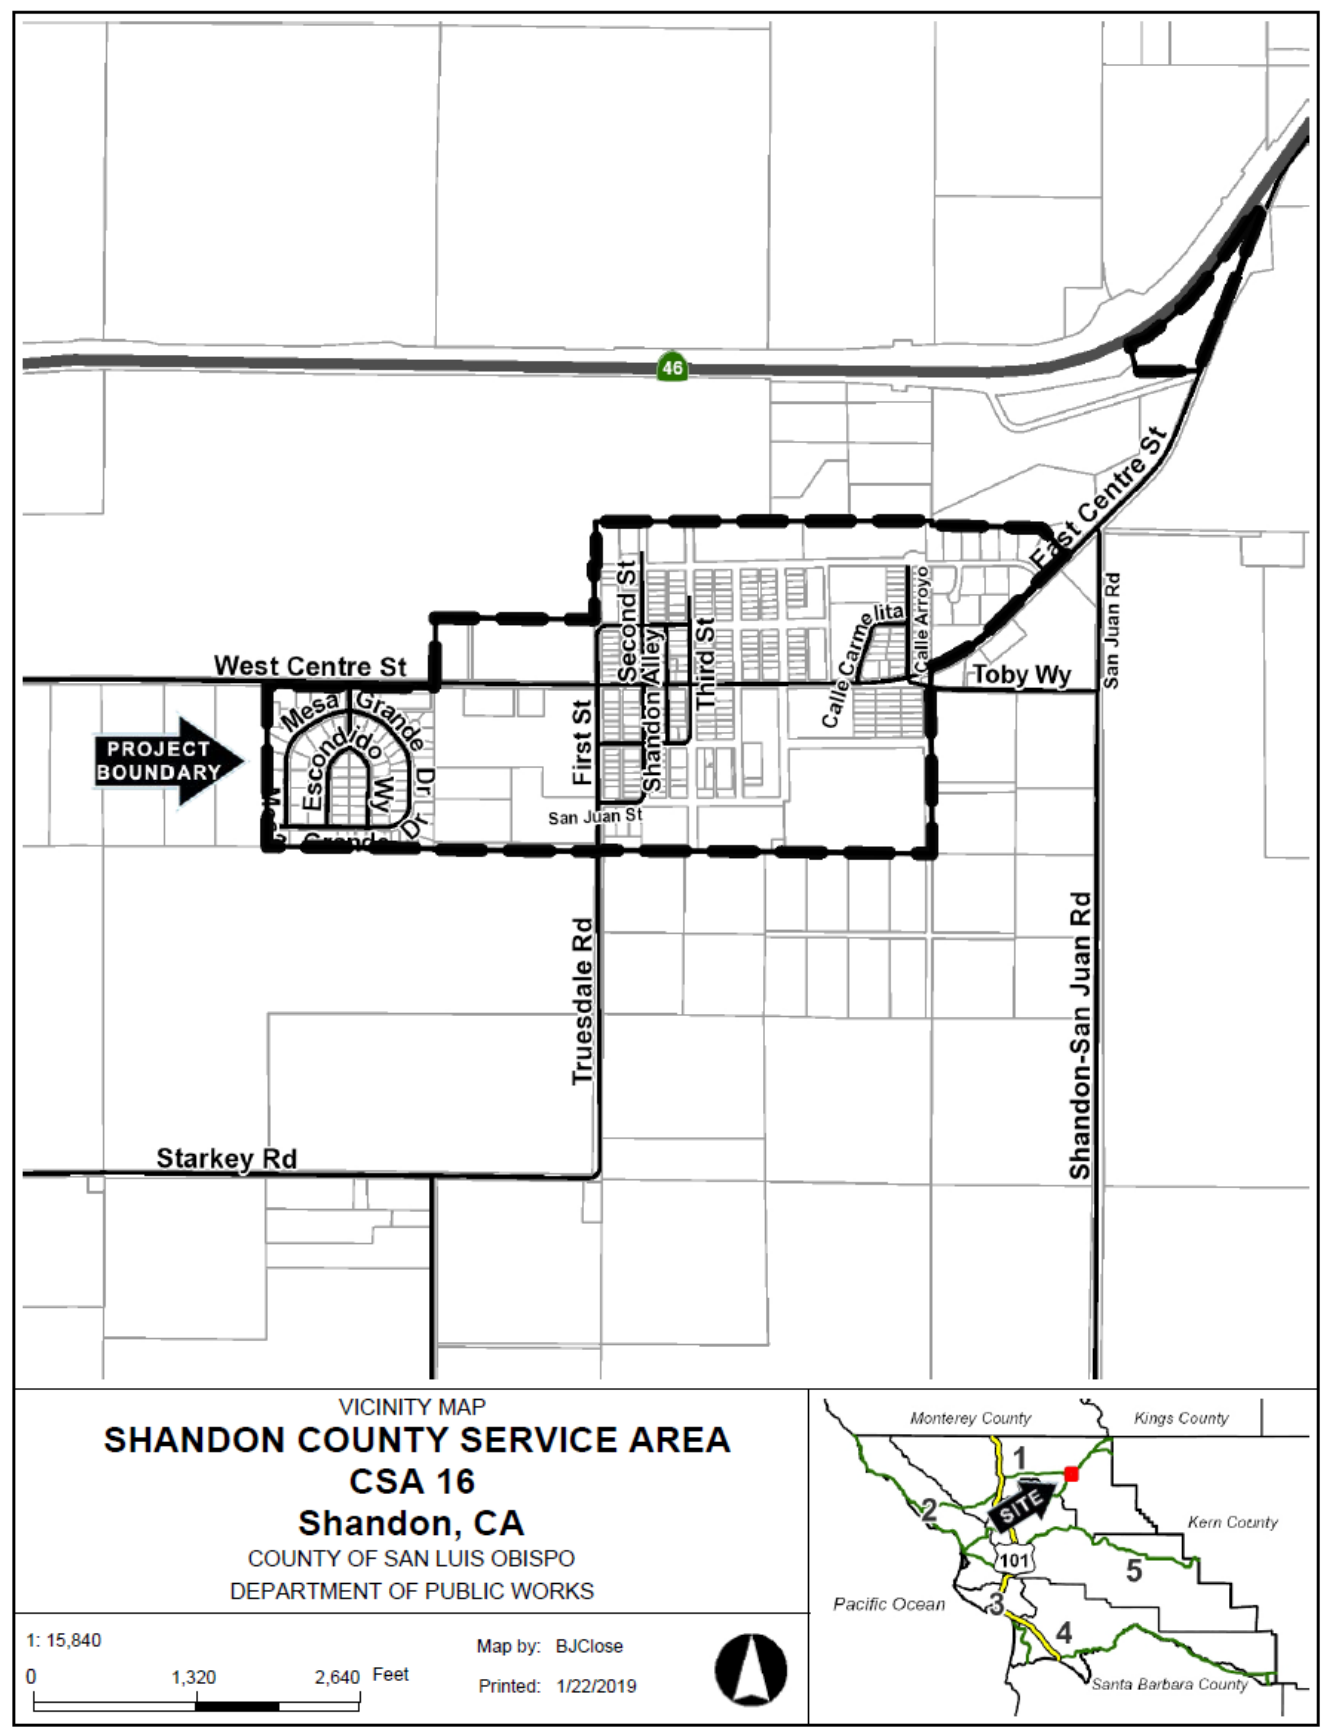 46
East Centre St
San Juan Rd
Second St
Calle Arroyo
Calle Carmelita
Shandon Alley
Third St
West Centre St
Toby Wy
Mesa Grande Dr
Escondido Wy
PROJECT
BOUNDARY
First St
Mesa
Grande
Dr
San Juan St
Truesdale Rd
Shandon-San Juan Rd
Starkey Rd
VICINITY MAP
SHANDON COUNTY SERVICE AREA
CSA 16
Shandon, CA
COUNTY OF SAN LUIS OBISPO
DEPARTMENT OF PUBLIC WORKS
1: 15,840
0 1,320 2,640 Feet
Map by: BJClose
Printed: 1/22/2019
Monterey County
Kings County
1
2
SITE
Kern County
101
5
Pacific Ocean
3
4
Santa Barbara County